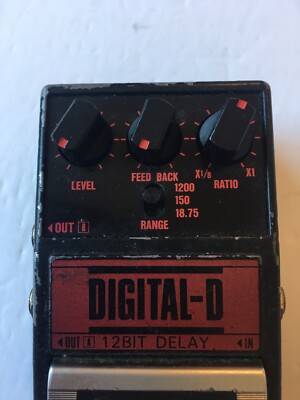 LEVEL
FEED BACK
X1/8
RATIO
X1
1200
150
18.75
RANGE
◄OUT B
DIGITAL-D
◄OUT A
12BIT DELAY
◄IN